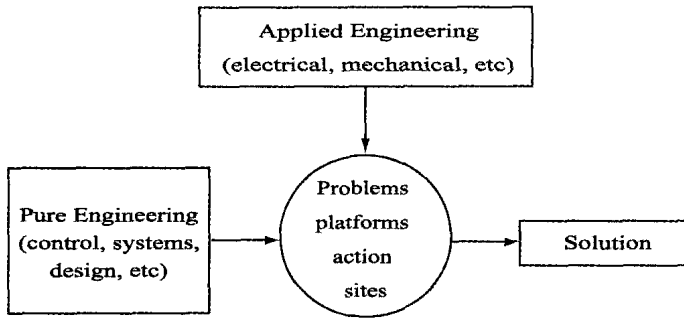 Applied Engineering
(electrical, mechanical, etc)
Pure Engineering
(control, systems,
design, etc)
Problems
platforms
action
sites
Solution